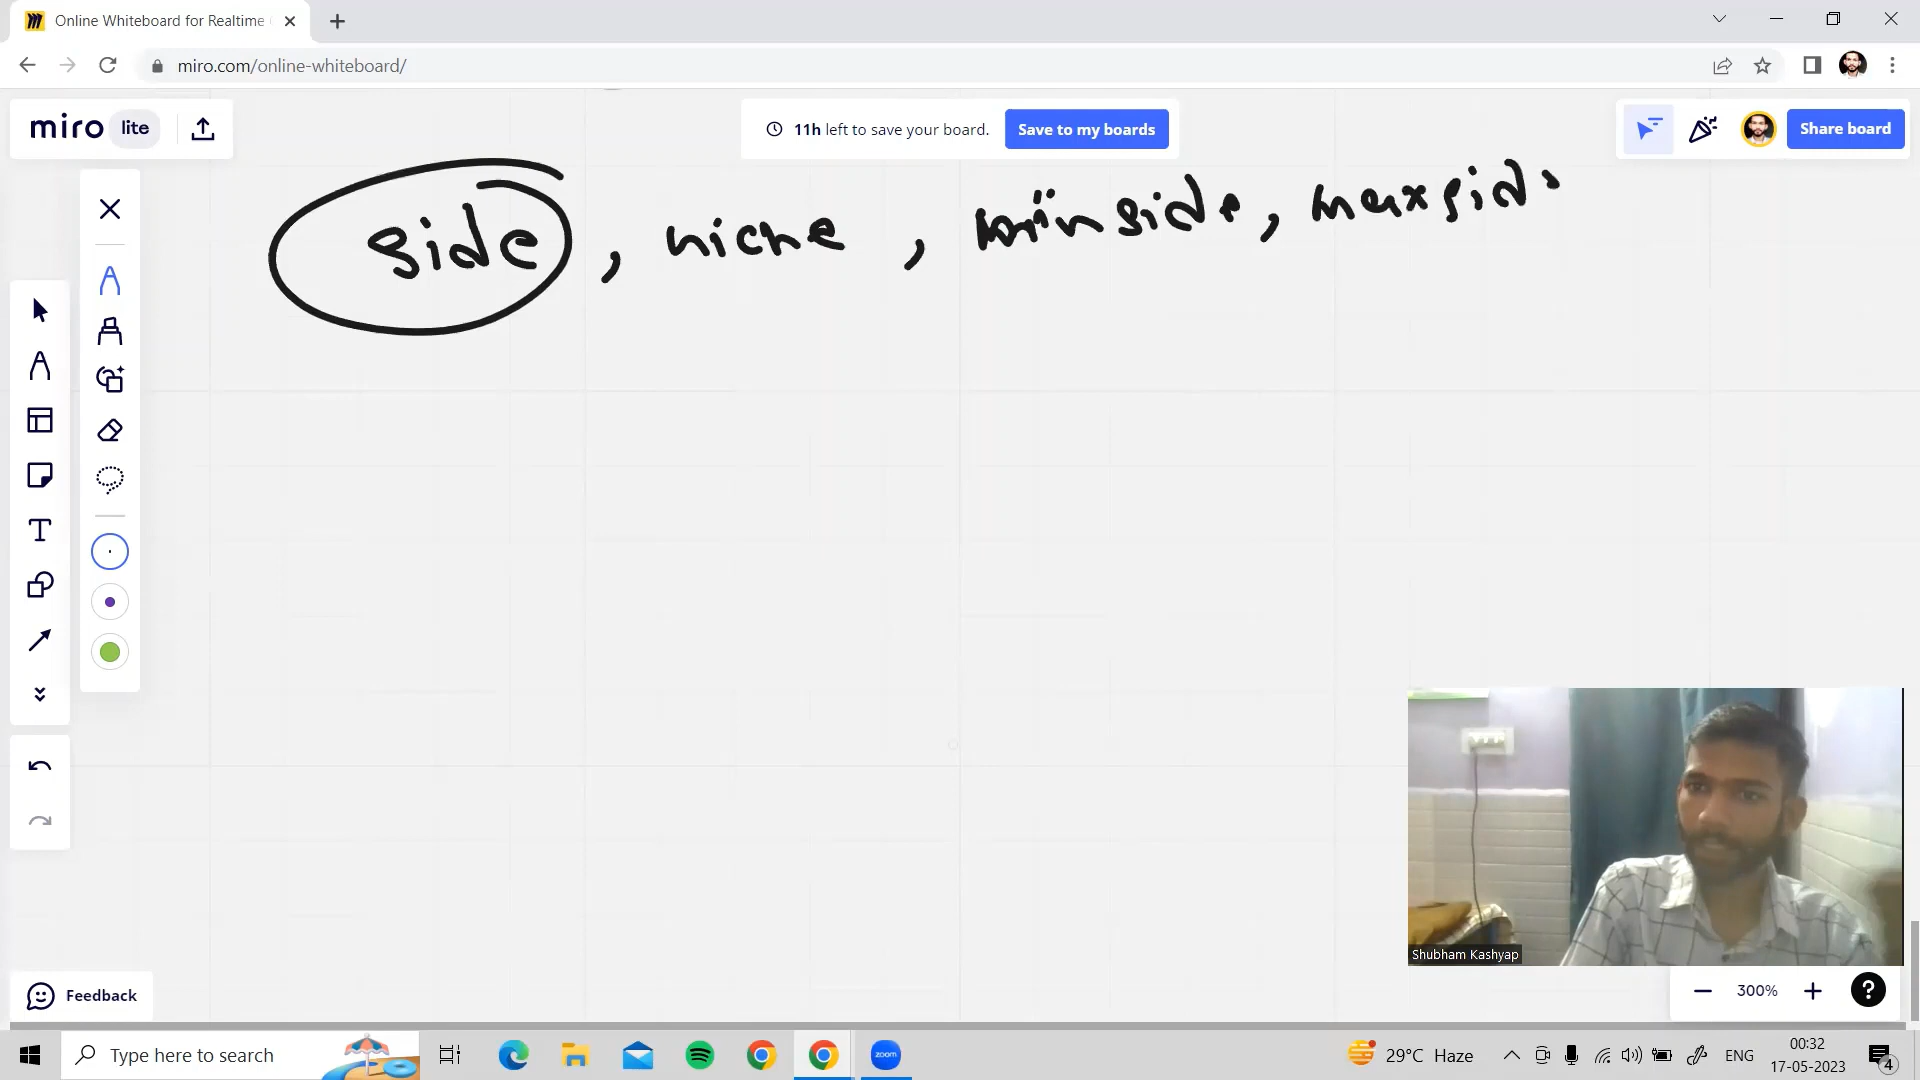 Online Whiteboard for Realtime
miro.com/online-whiteboard/
miro lite
11h left to save your board. Save to my boards
Share board
side, niche, minside, maxside
T
Shubham Kashyap
300%
?
Feedback
Type here to search
zoom
29°C Haze
ENG
00:32
17-05-2023
4